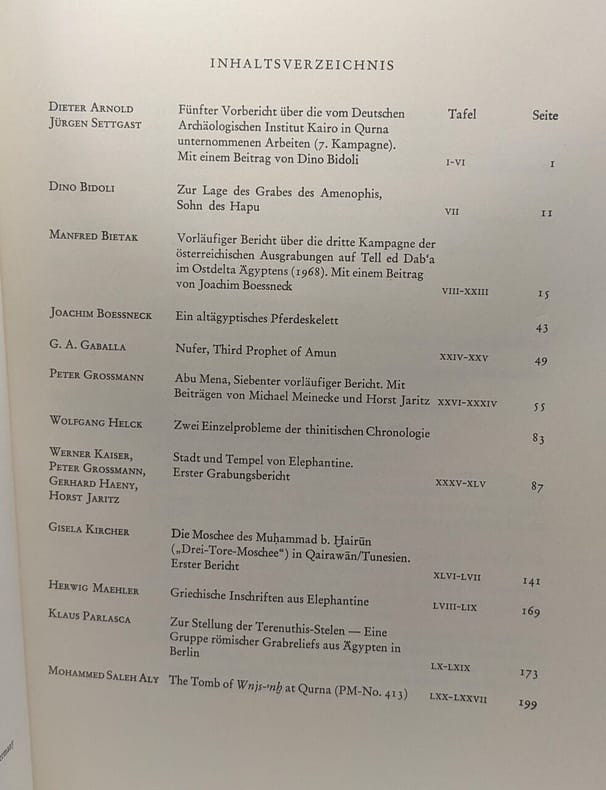 INHALTSVERZEICHNIS
Tafel Seite
DIETER ARNOLD
JÜRGEN SETTGAST
Fünfter Vorbericht über die vom Deutschen
Archäologischen Institut Kairo in Qurna
unternommenen Arbeiten (7. Kampagne).
Mit einem Beitrag von Dino Bidoli I-VI 1
DINO BIDOLI Zur Lage des Grabes des Amenophis,
Sohn des Hapu VII 11
MANFRED BIETAK Vorläufiger Bericht über die dritte Kampagne der
österreichischen Ausgrabungen auf Tell ed Dab'a
im Ostdelta Ägyptens (1968). Mit einem Beitrag
von Joachim Boessneck VIII-XXIII 15
JOACHIM BOESSNECK Ein altägyptisches Pferdeskelett 43
G. A. GABALLA Nufer, Third Prophet of Amun XXIV-XXV 49
PETER GROSSMANN Abu Mena, Siebenter vorläufiger Bericht. Mit
Beiträgen von Michael Meinecke und Horst Jaritz XXVI-XXXIV 55
WOLFGANG HELCK Zwei Einzelprobleme der thinitischen Chronologie 83
WERNER KAISER,
PETER GROSSMANN,
GERHARD HAENY,
HORST JARITZ
Stadt und Tempel von Elephantine.
Erster Grabungsbericht XXXV-XLV 87
GISELA KIRCHER Die Moschee des Muḥammad b. Ḫairūn
(„Drei-Tore-Moschee“) in Qairawān/Tunesien.
Erster Bericht XLVI-LVII 141
HERWIG MAEHLER Griechische Inschriften aus Elephantine LVIII-LIX 169
KLAUS PARLASCA Zur Stellung der Terenuthis-Stelen — Eine
Gruppe römischer Grabreliefs aus Ägypten in
Berlin LX-LXIX 173
MOHAMMED SALEH ALY The Tomb of Wnjs-ꜥnḫ at Qurna (PM-No. 413) LXX-LXXVII 199